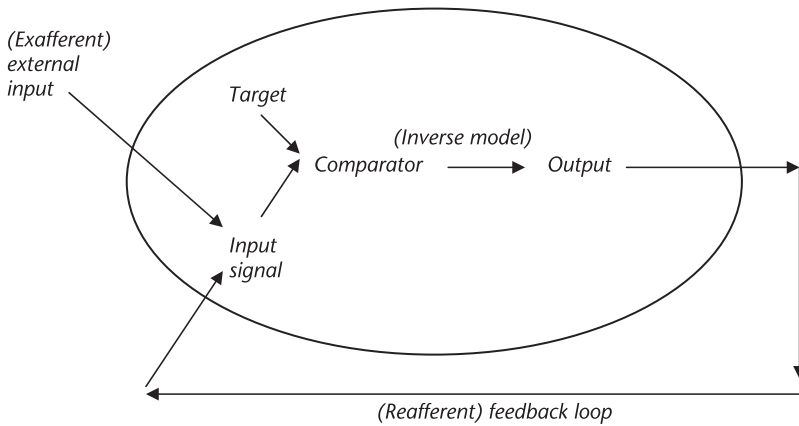 (Exafferent)
external
input
Target
(Inverse model)
Comparator
Output
Input
signal
(Reafferent) feedback loop